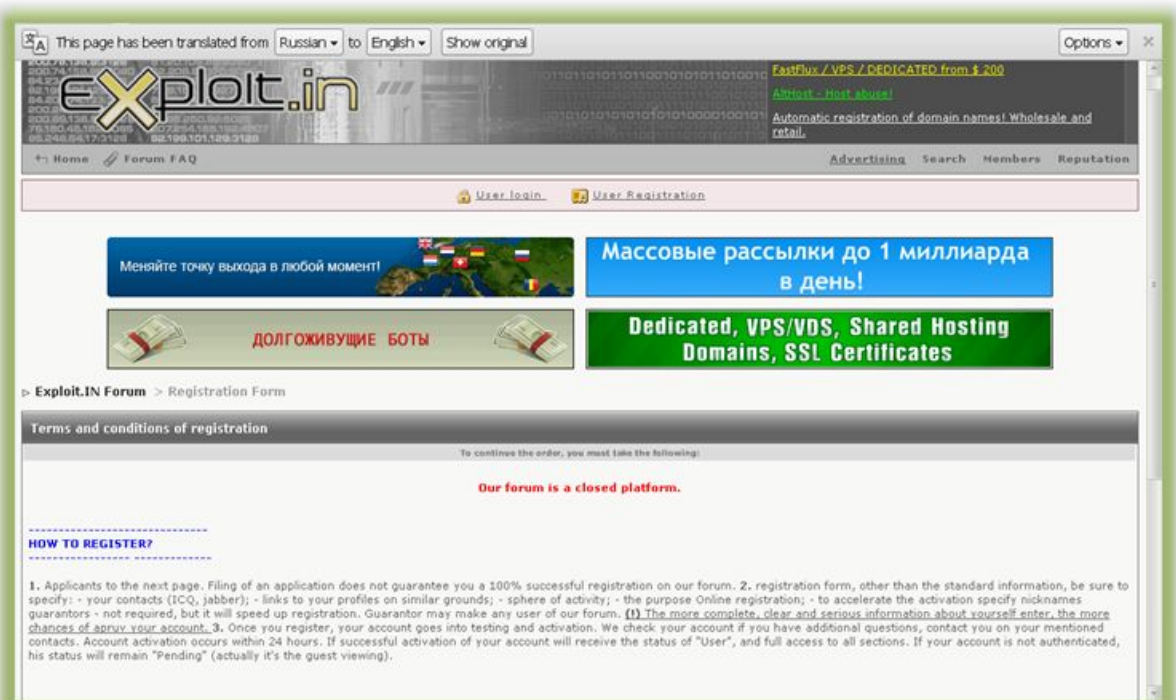 This page has been translated from Russian to English Show original Options
exploit.in
FastFlux / VPS / DEDICATED from $ 200
AltHost - Host abuse!
Automatic registration of domain names! Wholesale and
retail.
Home Forum FAQ Advertising Search Members Reputation
User login User Registration
Меняйте точку выхода в любой момент!
Массовые рассылки до 1 миллиарда
в день!
ДОЛГОЖИВУЩИЕ БОТЫ
Dedicated, VPS/VDS, Shared Hosting
Domains, SSL Certificates
Exploit.IN Forum > Registration Form
Terms and conditions of registration
To continue the order, you must take the following:
Our forum is a closed platform.
------------------------------
HOW TO REGISTER?
----------------- -------------
1. Applicants to the next page. Filing of an application does not guarantee you a 100% successful registration on our forum. 2. registration form, other than the standard information, be sure to
specify: - your contacts (ICQ, jabber); - links to your profiles on similar grounds; - sphere of activity; - the purpose Online registration; - to accelerate the activation specify nicknames
guarantors - not required, but it will speed up registration. Guarantor may make any user of our forum. (!) The more complete, clear and serious information about yourself enter, the more
chances of apruv your account. 3. Once you register, your account goes into testing and activation. We check your account if you have additional questions, contact you on your mentioned
contacts. Account activation occurs within 24 hours. If successful activation of your account will receive the status of "User", and full access to all sections. If your account is not authenticated,
his status will remain "Pending" (actually it's the guest viewing).